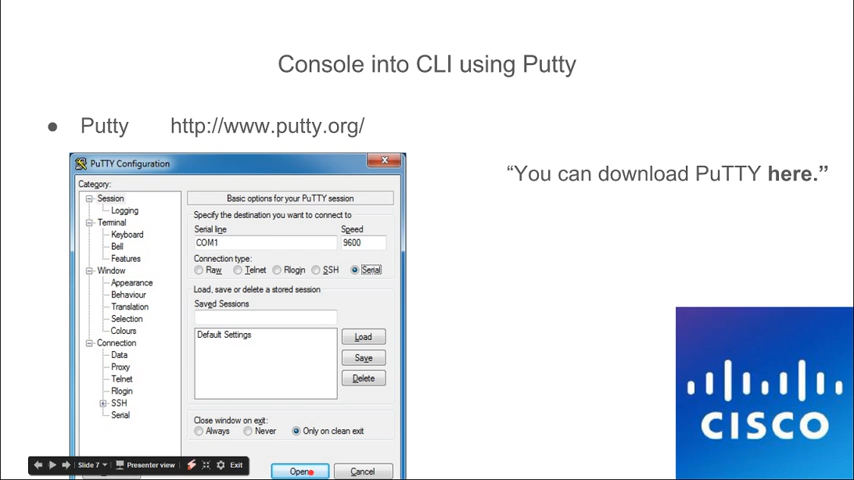 Console into CLI using Putty
● Putty http://www.putty.org/
“You can download PuTTY here.”
PuTTY Configuration
Category:
Session
Logging
Terminal
Keyboard
Bell
Features
Window
Appearance
Behaviour
Translation
Selection
Colours
Connection
Data
Proxy
Telnet
Rlogin
SSH
Serial
Basic options for your PuTTY session
Specify the destination you want to connect to
Serial line Speed
COM1 9600
Connection type:
Raw Telnet Rlogin SSH Serial
Load, save or delete a stored session
Saved Sessions
Default Settings
Load
Save
Delete
Close window on exit:
Always Never Only on clean exit
Open Cancel
Slide 7 Presenter view Exit
CISCO